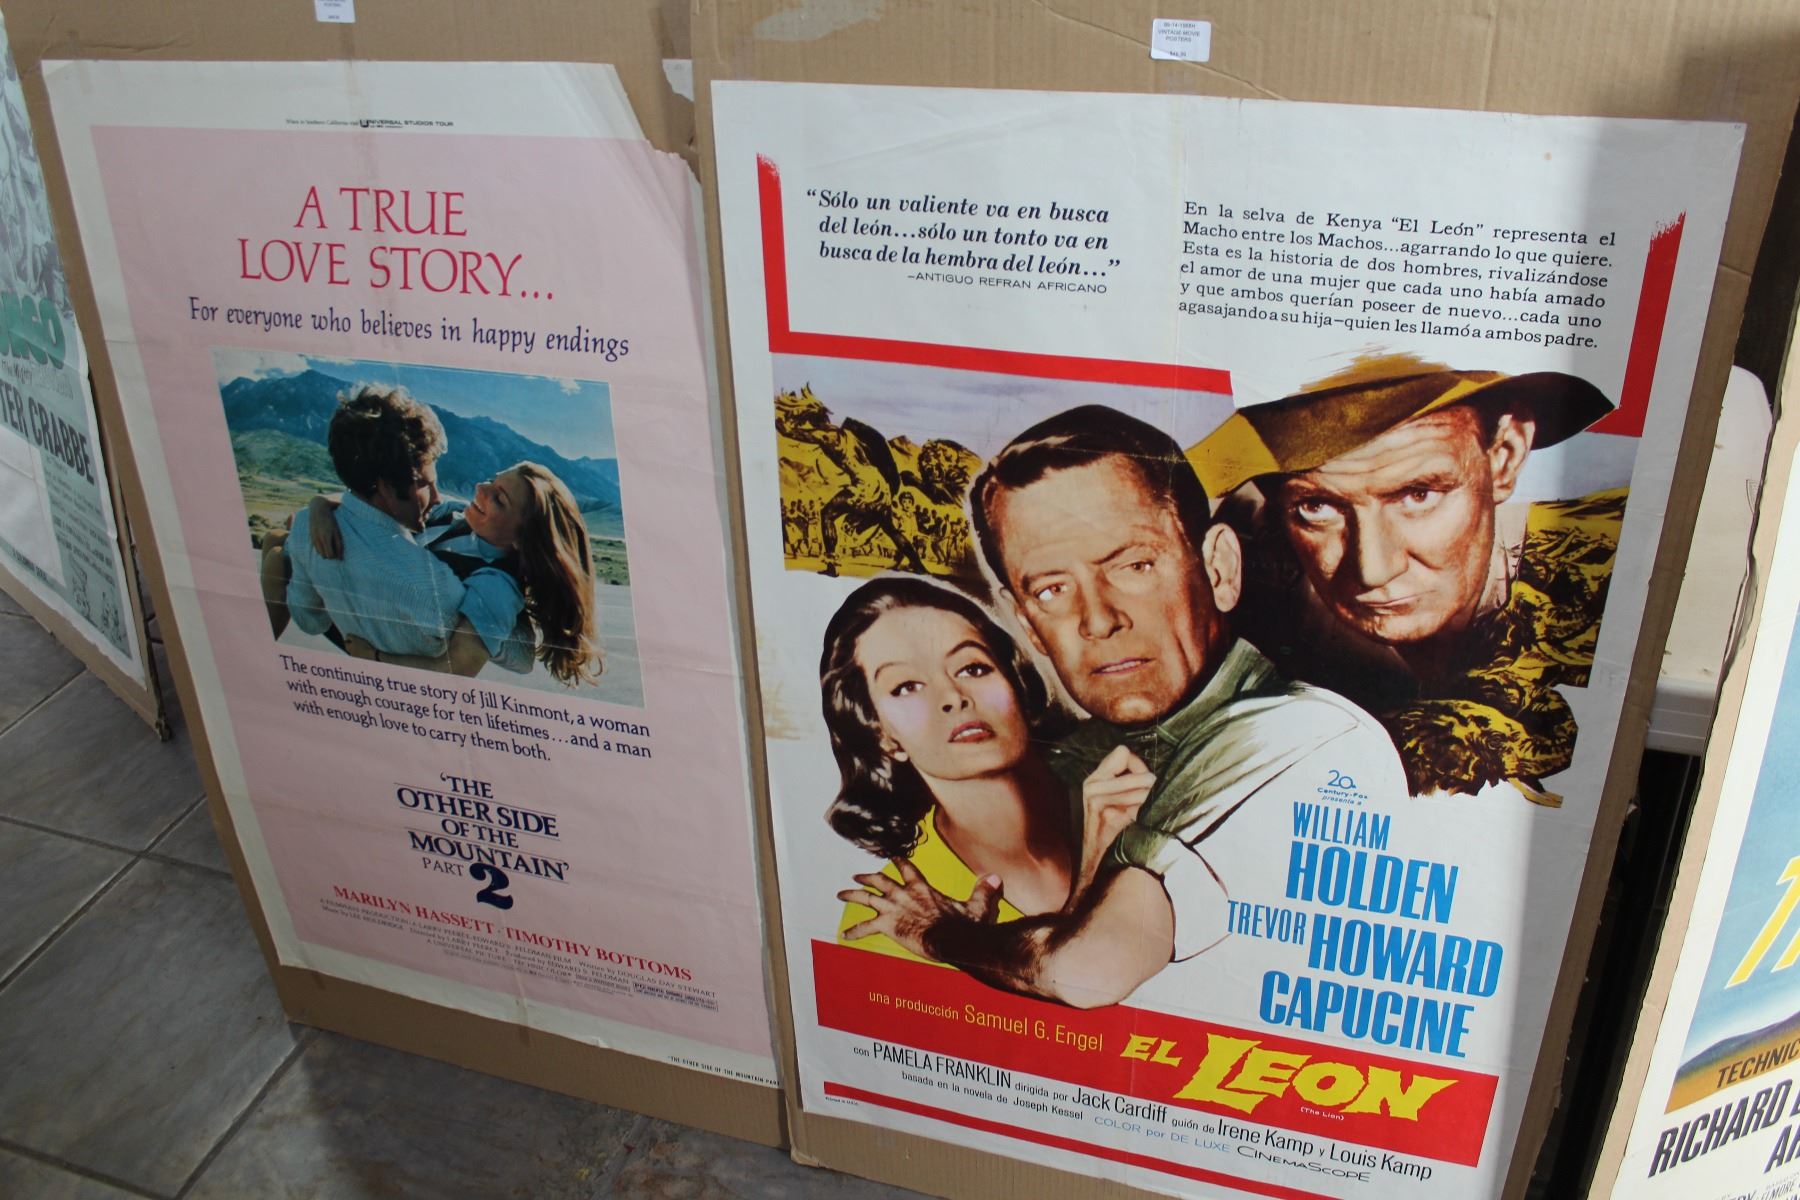 UNIVERSAL STUDIOS TOUR
A TRUE
LOVE STORY...
For everyone who believes in happy endings
The continuing true story of Jill Kinmont, a woman
with enough courage for ten lifetimes...and a man
with enough love to carry them both.
'THE
OTHER SIDE
OF THE
MOUNTAIN'
PART 2
MARILYN HASSETT · TIMOTHY BOTTOMS
VINTAGE MOVIE
POSTERS
“Sólo un valiente va en busca
del león...sólo un tonto va en
busca de la hembra del león...”
—ANTIGUO REFRAN AFRICANO
En la selva de Kenya “El León” representa el
Macho entre los Machos...agarrando lo que quiere.
Esta es la historia de dos hombres, rivalizándose
el amor de una mujer que cada uno había amado
y que ambos querían poseer de nuevo...cada uno
agasajando a su hija—quien les llamó a ambos padre.
20
Century-Fox
presenta a
WILLIAM
HOLDEN
TREVOR HOWARD
CAPUCINE
una producción Samuel G. Engel
EL LEON
(The Lion)
con PAMELA FRANKLIN dirigida por Jack Cardiff guión de Irene Kamp y Louis Kamp
basada en la novela de Joseph Kessel
COLOR por DE LUXE CINEMASCOPE
TER CRABBE
TECHNIC
RICHARD